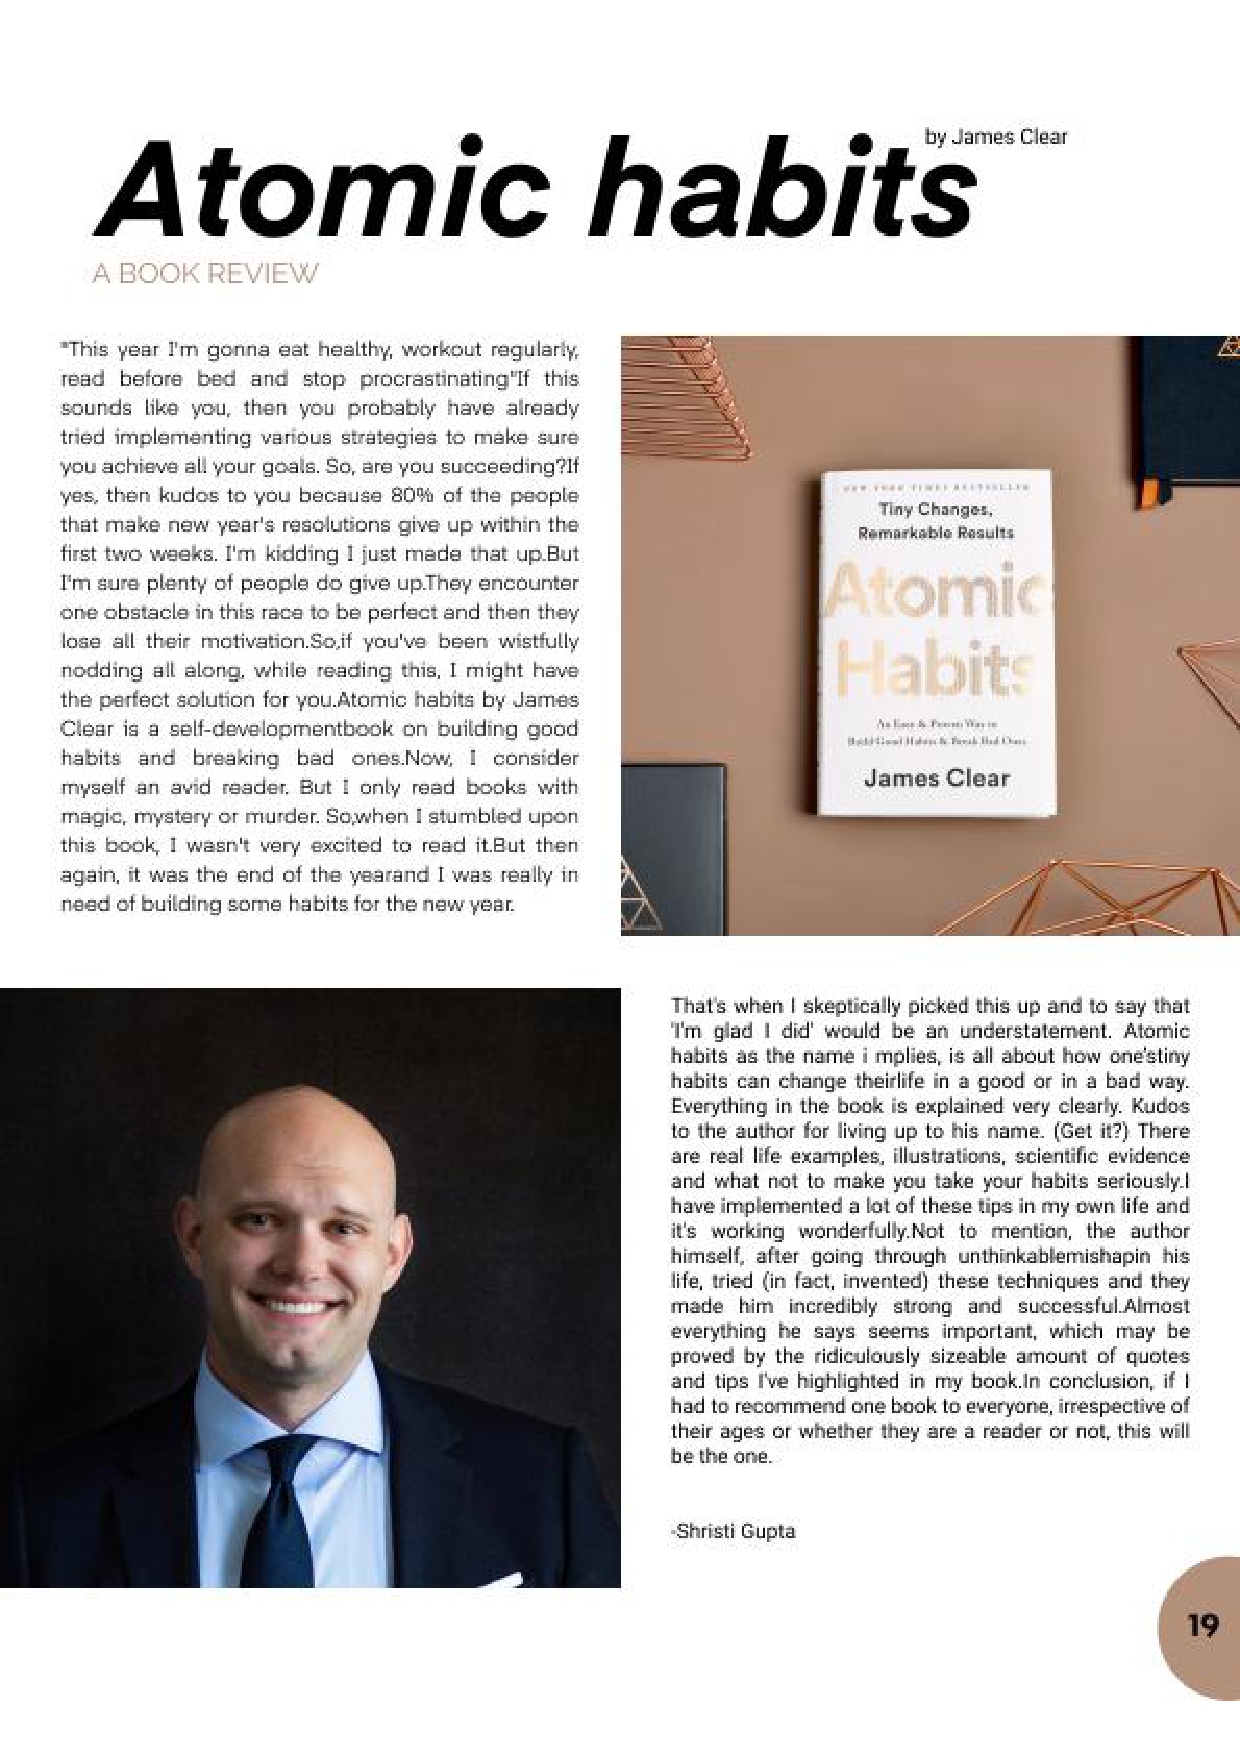 by James Clear
Atomic habits
A BOOK REVIEW
"This year I'm gonna eat healthy, workout regularly,
read before bed and stop procrastinating"If this
sounds like you, then you probably have already
tried implementing various strategies to make sure
you achieve all your goals. So, are you succeeding?If
yes, then kudos to you because 80% of the people
that make new year's resolutions give up within the
first two weeks. I'm kidding I just made that up.But
I'm sure plenty of people do give up.They encounter
one obstacle in this race to be perfect and then they
lose all their motivation.So,if you've been wistfully
nodding all along, while reading this, I might have
the perfect solution for you.Atomic habits by James
Clear is a self-developmentbook on building good
habits and breaking bad ones.Now, I consider
myself an avid reader. But I only read books with
magic, mystery or murder. So,when I stumbled upon
this book, I wasn't very excited to read it.But then
again, it was the end of the yearand I was really in
need of building some habits for the new year.
NEW YORK TIMES BESTSELLER
Tiny Changes,
Remarkable Results
Atomic
Habits
An Easy & Proven Way to
Build Good Habits & Break Bad Ones
James Clear
That's when I skeptically picked this up and to say that
'I'm glad I did' would be an understatement. Atomic
habits as the name i mplies, is all about how one'stiny
habits can change theirlife in a good or in a bad way.
Everything in the book is explained very clearly. Kudos
to the author for living up to his name. (Get it?) There
are real life examples, illustrations, scientific evidence
and what not to make you take your habits seriously.I
have implemented a lot of these tips in my own life and
it's working wonderfully.Not to mention, the author
himself, after going through unthinkablemishapin his
life, tried (in fact, invented) these techniques and they
made him incredibly strong and successful.Almost
everything he says seems important, which may be
proved by the ridiculously sizeable amount of quotes
and tips I've highlighted in my book.In conclusion, if I
had to recommend one book to everyone, irrespective of
their ages or whether they are a reader or not, this will
be the one.
-Shristi Gupta
19